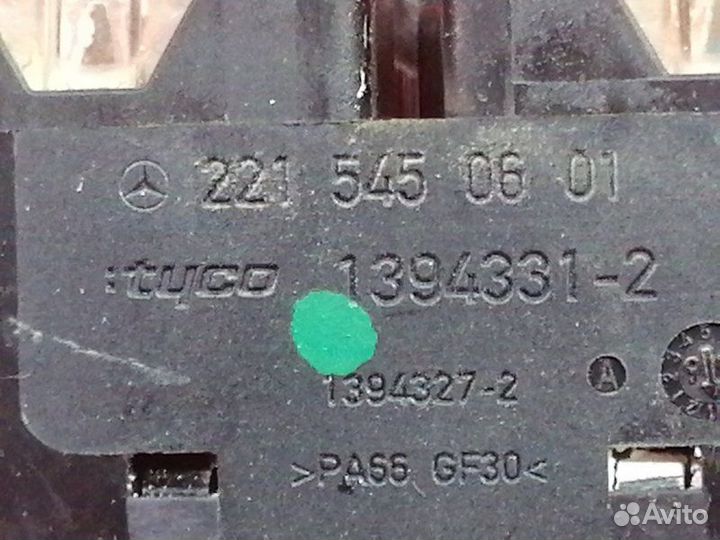 221 545 06 01
:tyco 1394331-2
1394327-2 A
>PA66 GF30<
Avito